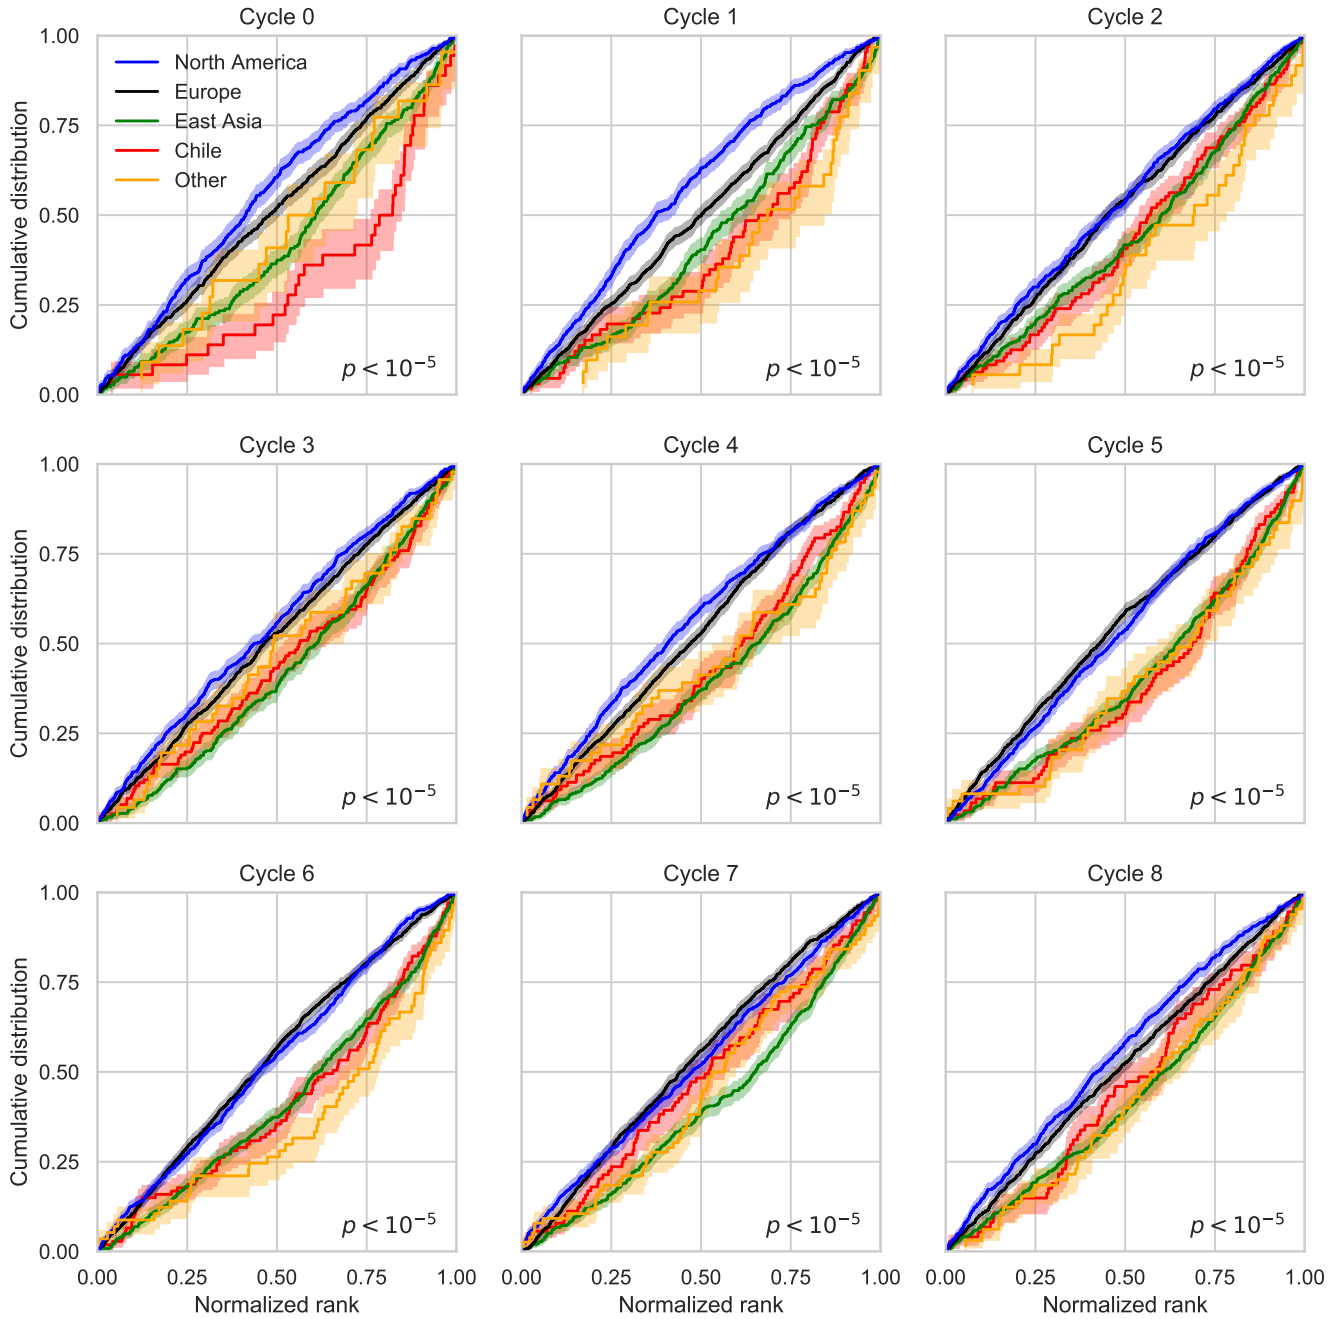 Cycle 0
Cycle 1
Cycle 2
1.00
0.75
0.50
0.25
0.00
Cumulative distribution
North America
Europe
East Asia
Chile
Other
p < 10⁻⁵
p < 10⁻⁵
p < 10⁻⁵
Cycle 3
Cycle 4
Cycle 5
1.00
0.75
0.50
0.25
0.00
Cumulative distribution
p < 10⁻⁵
p < 10⁻⁵
p < 10⁻⁵
Cycle 6
Cycle 7
Cycle 8
1.00
0.75
0.50
0.25
0.00
Cumulative distribution
p < 10⁻⁵
p < 10⁻⁵
p < 10⁻⁵
0.00 0.25 0.50 0.75 1.00
0.00 0.25 0.50 0.75 1.00
0.00 0.25 0.50 0.75 1.00
Normalized rank
Normalized rank
Normalized rank